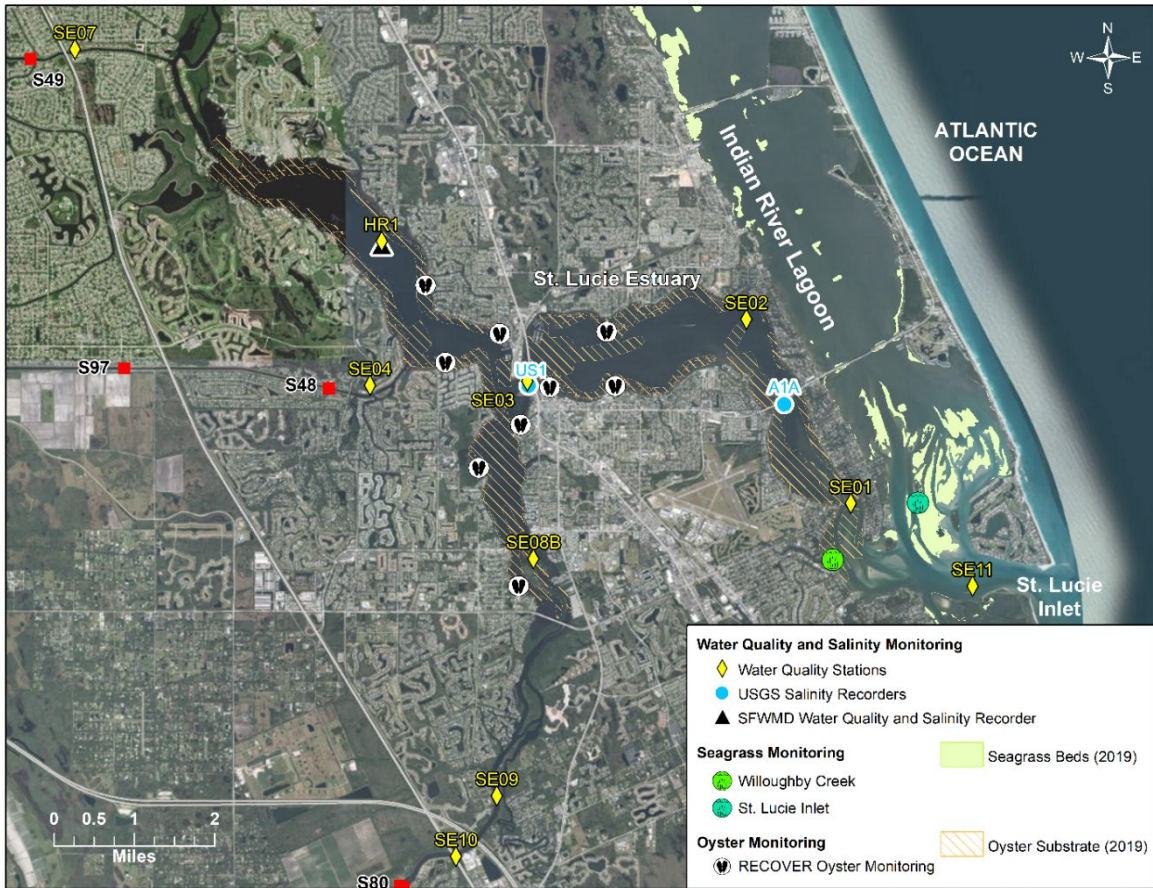 SE07
S49
N
W E
S
ATLANTIC
OCEAN
Indian River Lagoon
HR1
St. Lucie Estuary
SE02
S97
S48
SE04
US1
SE03
A1A
SE01
SE08B
SE11
St. Lucie
Inlet
SE09
SE10
S80
0 0.5 1 2
Miles
Water Quality and Salinity Monitoring
Water Quality Stations
USGS Salinity Recorders
SFWMD Water Quality and Salinity Recorder
Seagrass Monitoring
Seagrass Beds (2019)
Willoughby Creek
St. Lucie Inlet
Oyster Monitoring
Oyster Substrate (2019)
RECOVER Oyster Monitoring